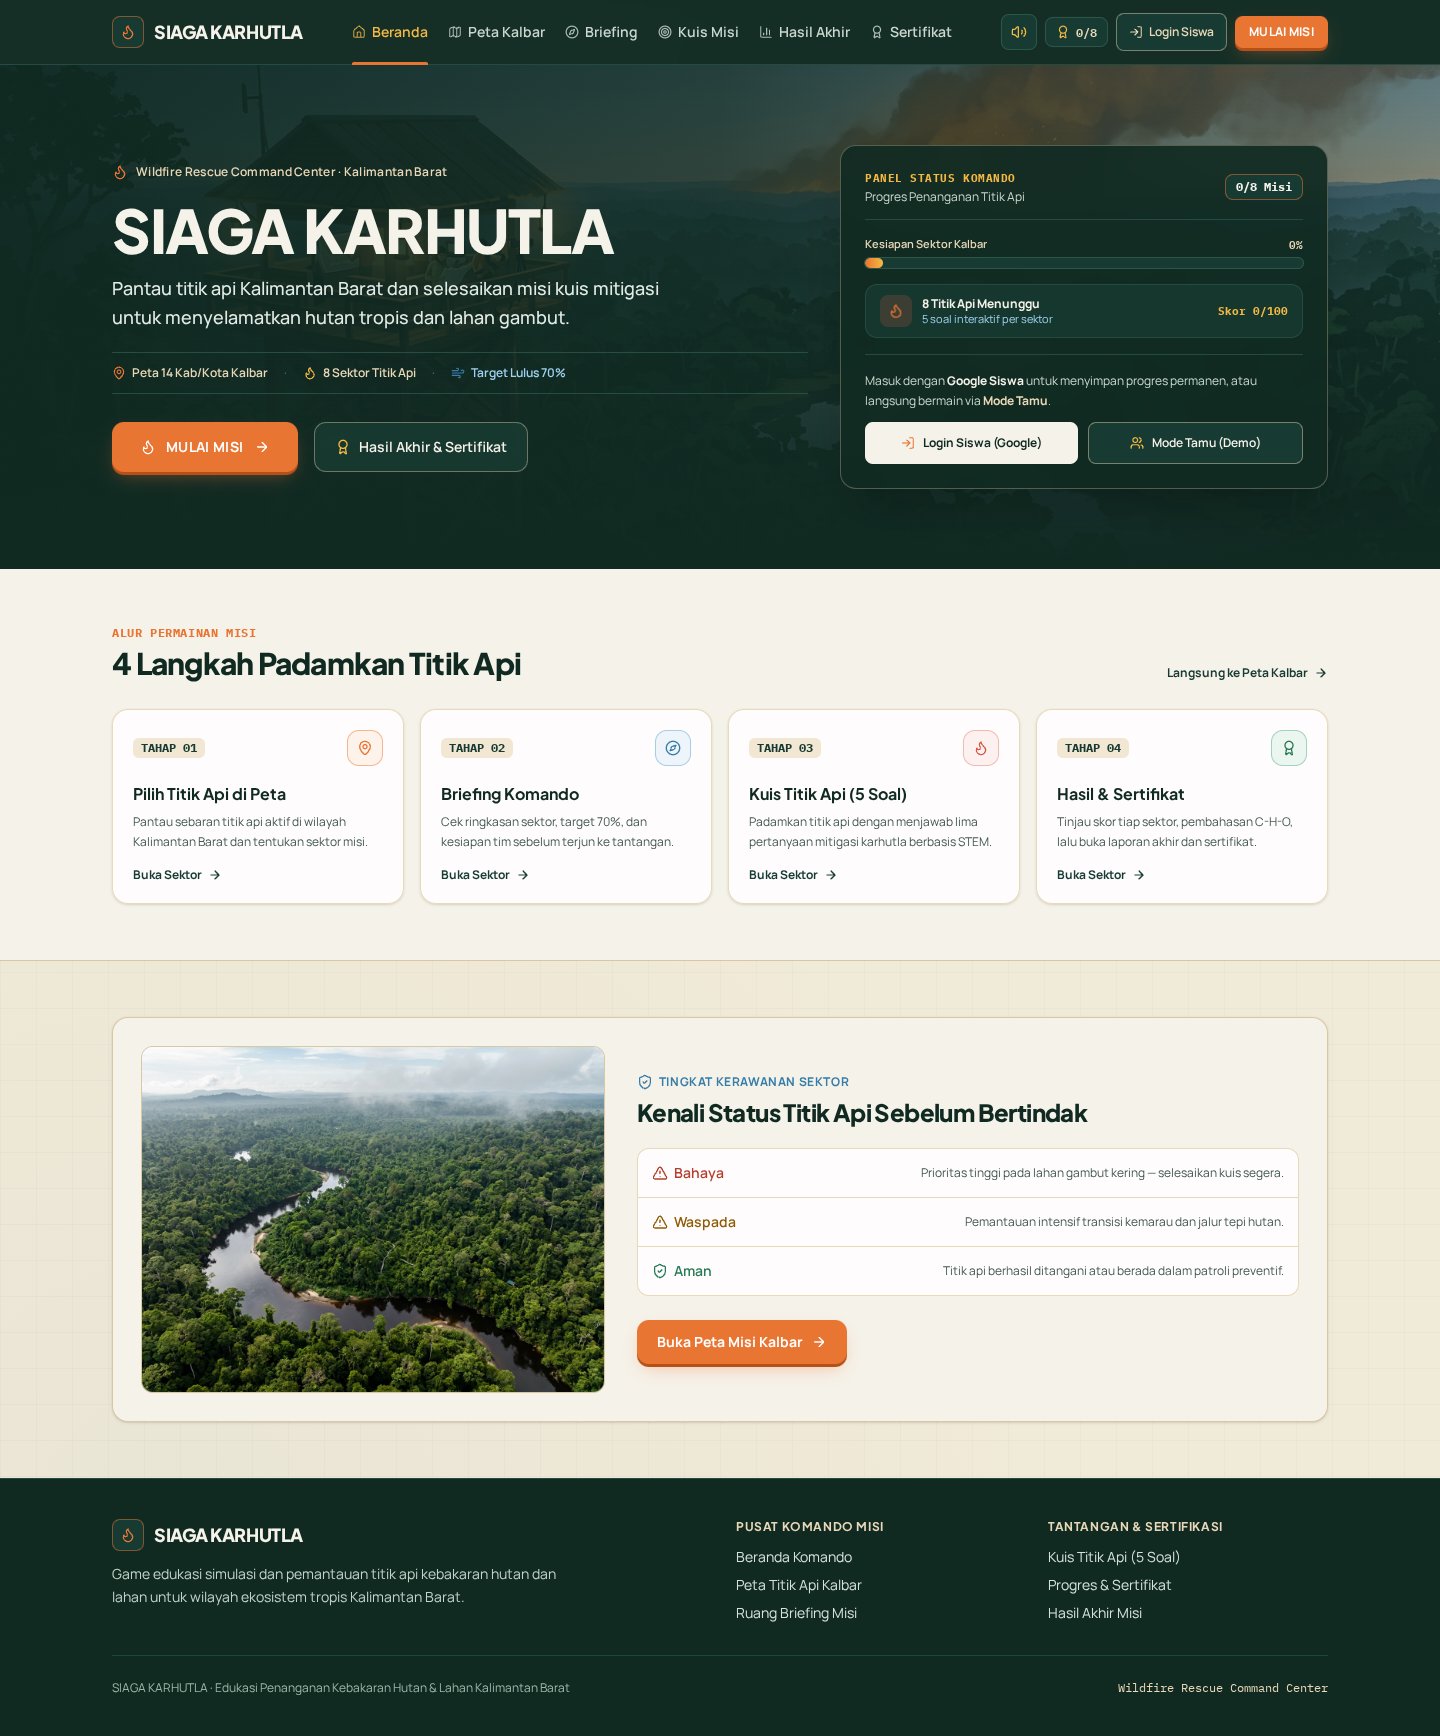 SIAGA KARHUTLA
Beranda
Peta Kalbar
Briefing
Kuis Misi
Hasil Akhir
Sertifikat
0/8
Login Siswa
MULAI MISI
Wildfire Rescue Command Center · Kalimantan Barat
SIAGA KARHUTLA
Pantau titik api Kalimantan Barat dan selesaikan misi kuis mitigasi
untuk menyelamatkan hutan tropis dan lahan gambut.
Peta 14 Kab/Kota Kalbar · 8 Sektor Titik Api · Target Lulus 70%
MULAI MISI
Hasil Akhir & Sertifikat
PANEL STATUS KOMANDO
Progres Penanganan Titik Api
0/8 Misi
Kesiapan Sektor Kalbar
0%
8 Titik Api Menunggu
5 soal interaktif per sektor
Skor 0/100
Masuk dengan Google Siswa untuk menyimpan progres permanen, atau
langsung bermain via Mode Tamu.
Login Siswa (Google)
Mode Tamu (Demo)
ALUR PERMAINAN MISI
4 Langkah Padamkan Titik Api
Langsung ke Peta Kalbar
TAHAP 01
Pilih Titik Api di Peta
Pantau sebaran titik api aktif di wilayah
Kalimantan Barat dan tentukan sektor misi.
Buka Sektor
TAHAP 02
Briefing Komando
Cek ringkasan sektor, target 70%, dan
kesiapan tim sebelum terjun ke tantangan.
Buka Sektor
TAHAP 03
Kuis Titik Api (5 Soal)
Padamkan titik api dengan menjawab lima
pertanyaan mitigasi karhutla berbasis STEM.
Buka Sektor
TAHAP 04
Hasil & Sertifikat
Tinjau skor tiap sektor, pembahasan C-H-O,
lalu buka laporan akhir dan sertifikat.
Buka Sektor
TINGKAT KERAWANAN SEKTOR
Kenali Status Titik Api Sebelum Bertindak
Bahaya
Prioritas tinggi pada lahan gambut kering — selesaikan kuis segera.
Waspada
Pemantauan intensif transisi kemarau dan jalur tepi hutan.
Aman
Titik api berhasil ditangani atau berada dalam patroli preventif.
Buka Peta Misi Kalbar
SIAGA KARHUTLA
Game edukasi simulasi dan pemantauan titik api kebakaran hutan dan
lahan untuk wilayah ekosistem tropis Kalimantan Barat.
PUSAT KOMANDO MISI
Beranda Komando
Peta Titik Api Kalbar
Ruang Briefing Misi
TANTANGAN & SERTIFIKASI
Kuis Titik Api (5 Soal)
Progres & Sertifikat
Hasil Akhir Misi
SIAGA KARHUTLA · Edukasi Penanganan Kebakaran Hutan & Lahan Kalimantan Barat
Wildfire Rescue Command Center